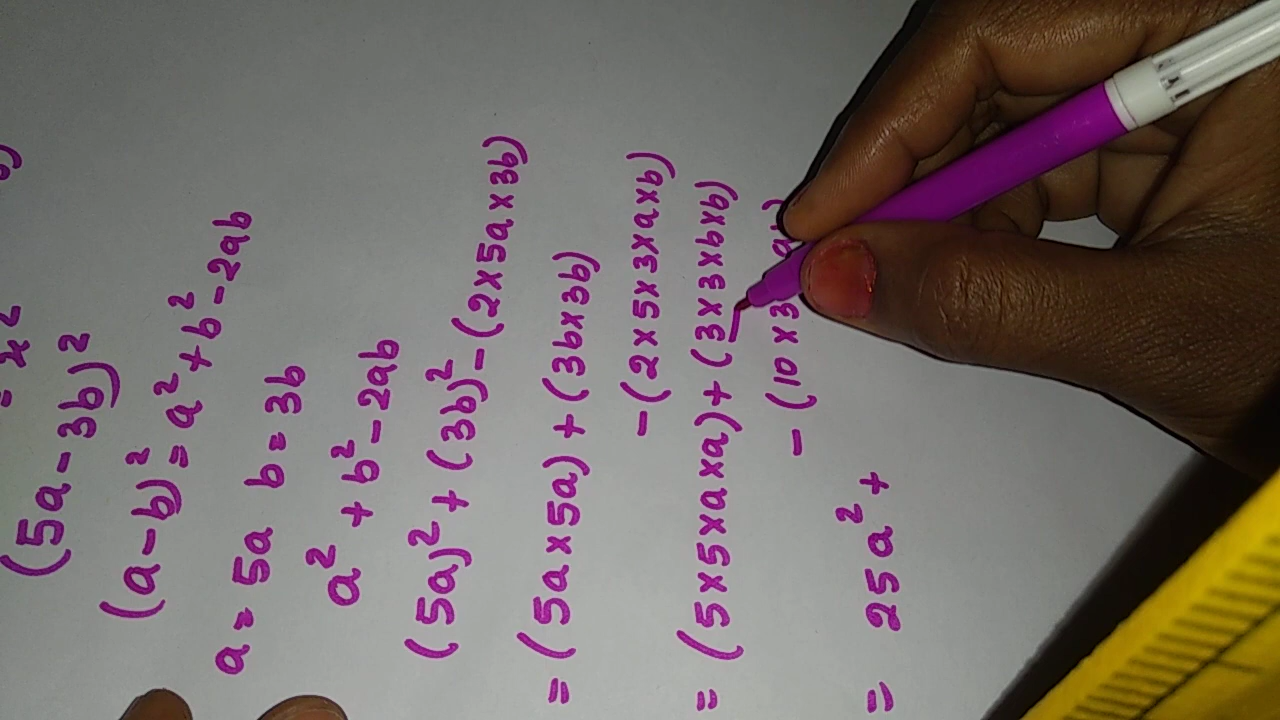 = x²
(5a - 3b)²
(a-b)² = a² + b² - 2ab
a = 5a b = 3b
a² + b² - 2ab
(5a)² + (3b)² - (2 x 5a x 3b)
= (5a x 5a) + (3b x 3b)
- (2 x 5 x 3 x a x b)
= (5 x 5 x a x a) + (3 x 3 x b x b)
- (10 x 3
= 25a² +